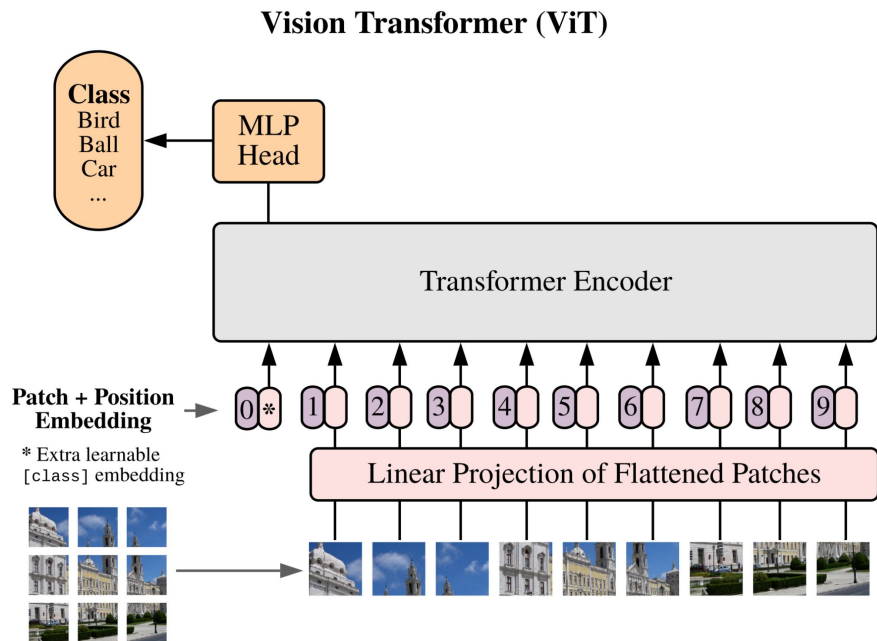 Vision Transformer (ViT)
Class
Bird
Ball
Car
...
MLP
Head
Transformer Encoder
Patch + Position
Embedding
0 * 1 2 3 4 5 6 7 8 9
* Extra learnable
[class] embedding
Linear Projection of Flattened Patches